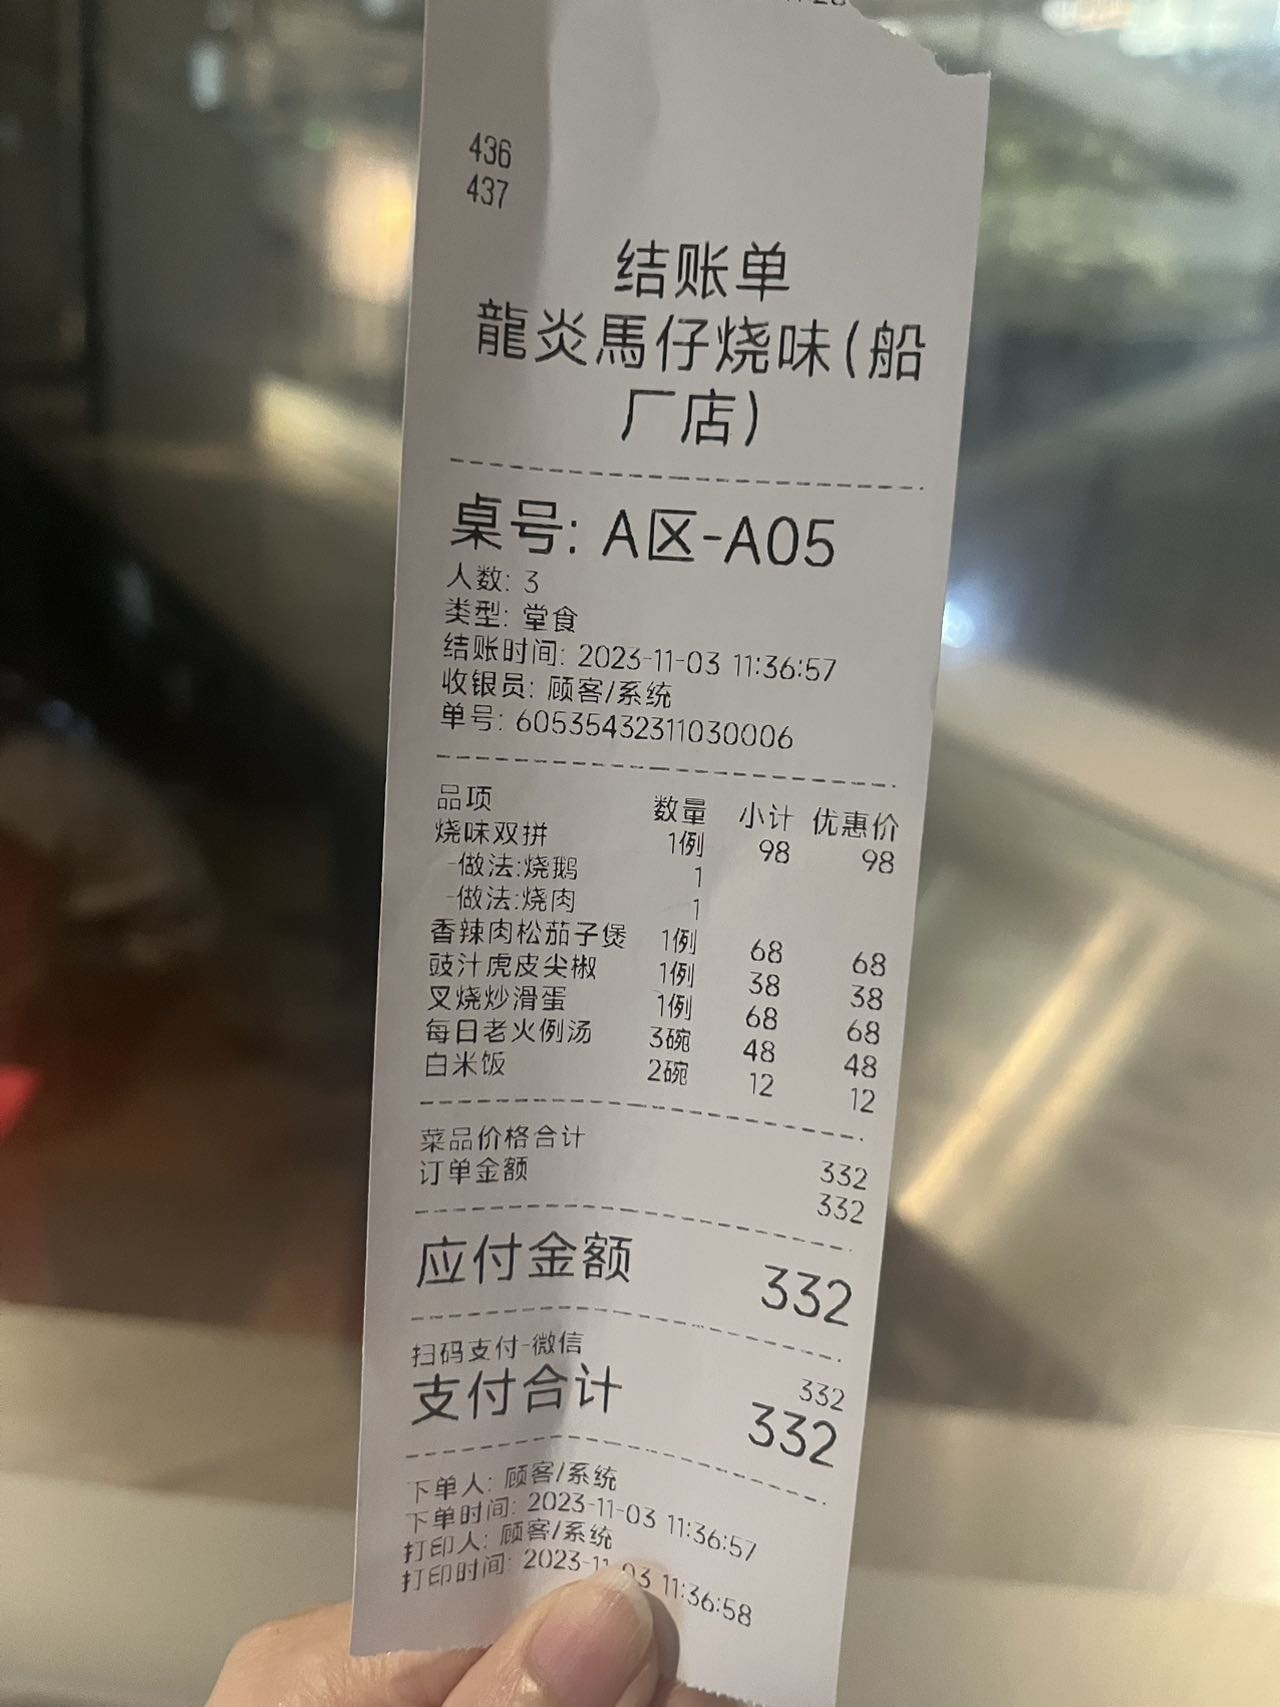 436
437
结账单
龍炎馬仔烧味(船
厂店)
桌号: A区-A05
人数: 3
类型: 堂食
结账时间: 2023-11-03 11:36:57
收银员: 顾客/系统
单号: 60535432311030006
品项 数量 小计 优惠价
烧味双拼 1例 98 98
-做法:烧鹅 1
-做法:烧肉 1
香辣肉松茄子煲 1例 68 68
豉汁虎皮尖椒 1例 38 38
叉烧炒滑蛋 1例 68 68
每日老火例汤 3碗 48 48
白米饭 2碗 12 12
菜品价格合计 332
订单金额 332
应付金额 332
扫码支付-微信 332
支付合计 332
下单人: 顾客/系统
下单时间: 2023-11-03 11:36:57
打印人: 顾客/系统
打印时间: 2023-11-03 11:36:58